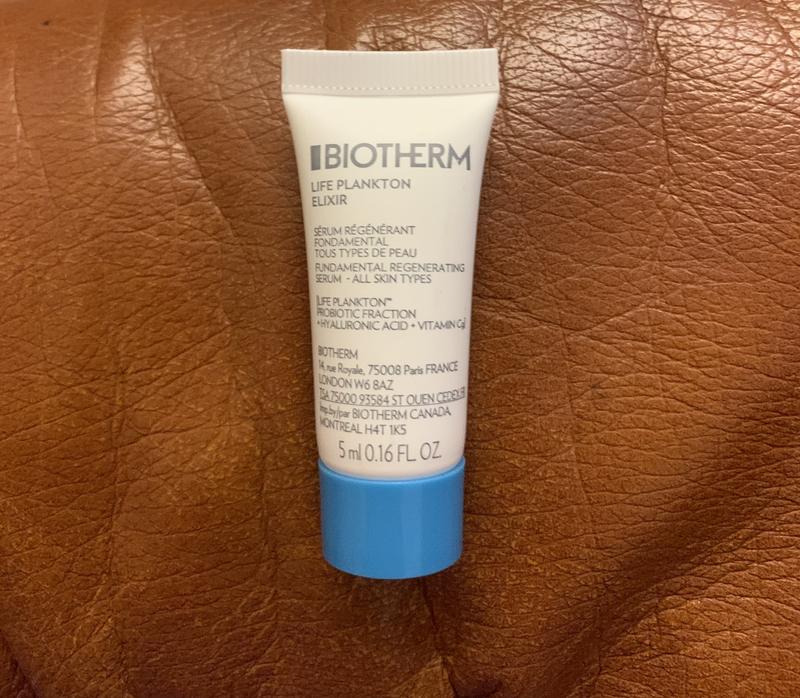 BIOTHERM
LIFE PLANKTON
ELIXIR
SÉRUM RÉGÉNÉRANT
FONDAMENTAL
TOUS TYPES DE PEAU
FUNDAMENTAL REGENERATING
SERUM - ALL SKIN TYPES
[LIFE PLANKTON™
PROBIOTIC FRACTION
+ HYALURONIC ACID + VITAMIN Cg]
BIOTHERM
14, rue Royale, 75008 Paris FRANCE
LONDON W6 8AZ
TSA 75000 93584 ST OUEN CEDEX FR
Imp.by/par BIOTHERM CANADA,
MONTREAL H4T 1K5
5 ml 0.16 FL. OZ.